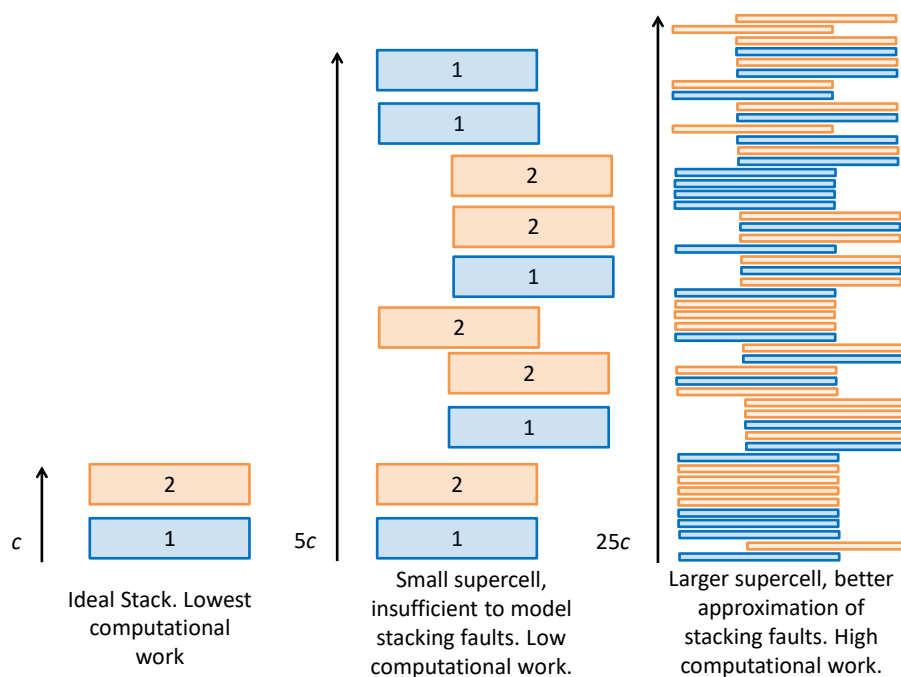 1
1
2
2
1
2
2
1
2
1
5c
2
1
c
25c
Ideal Stack. Lowest
computational
work
Small supercell,
insufficient to model
stacking faults. Low
computational work.
Larger supercell, better
approximation of
stacking faults. High
computational work.